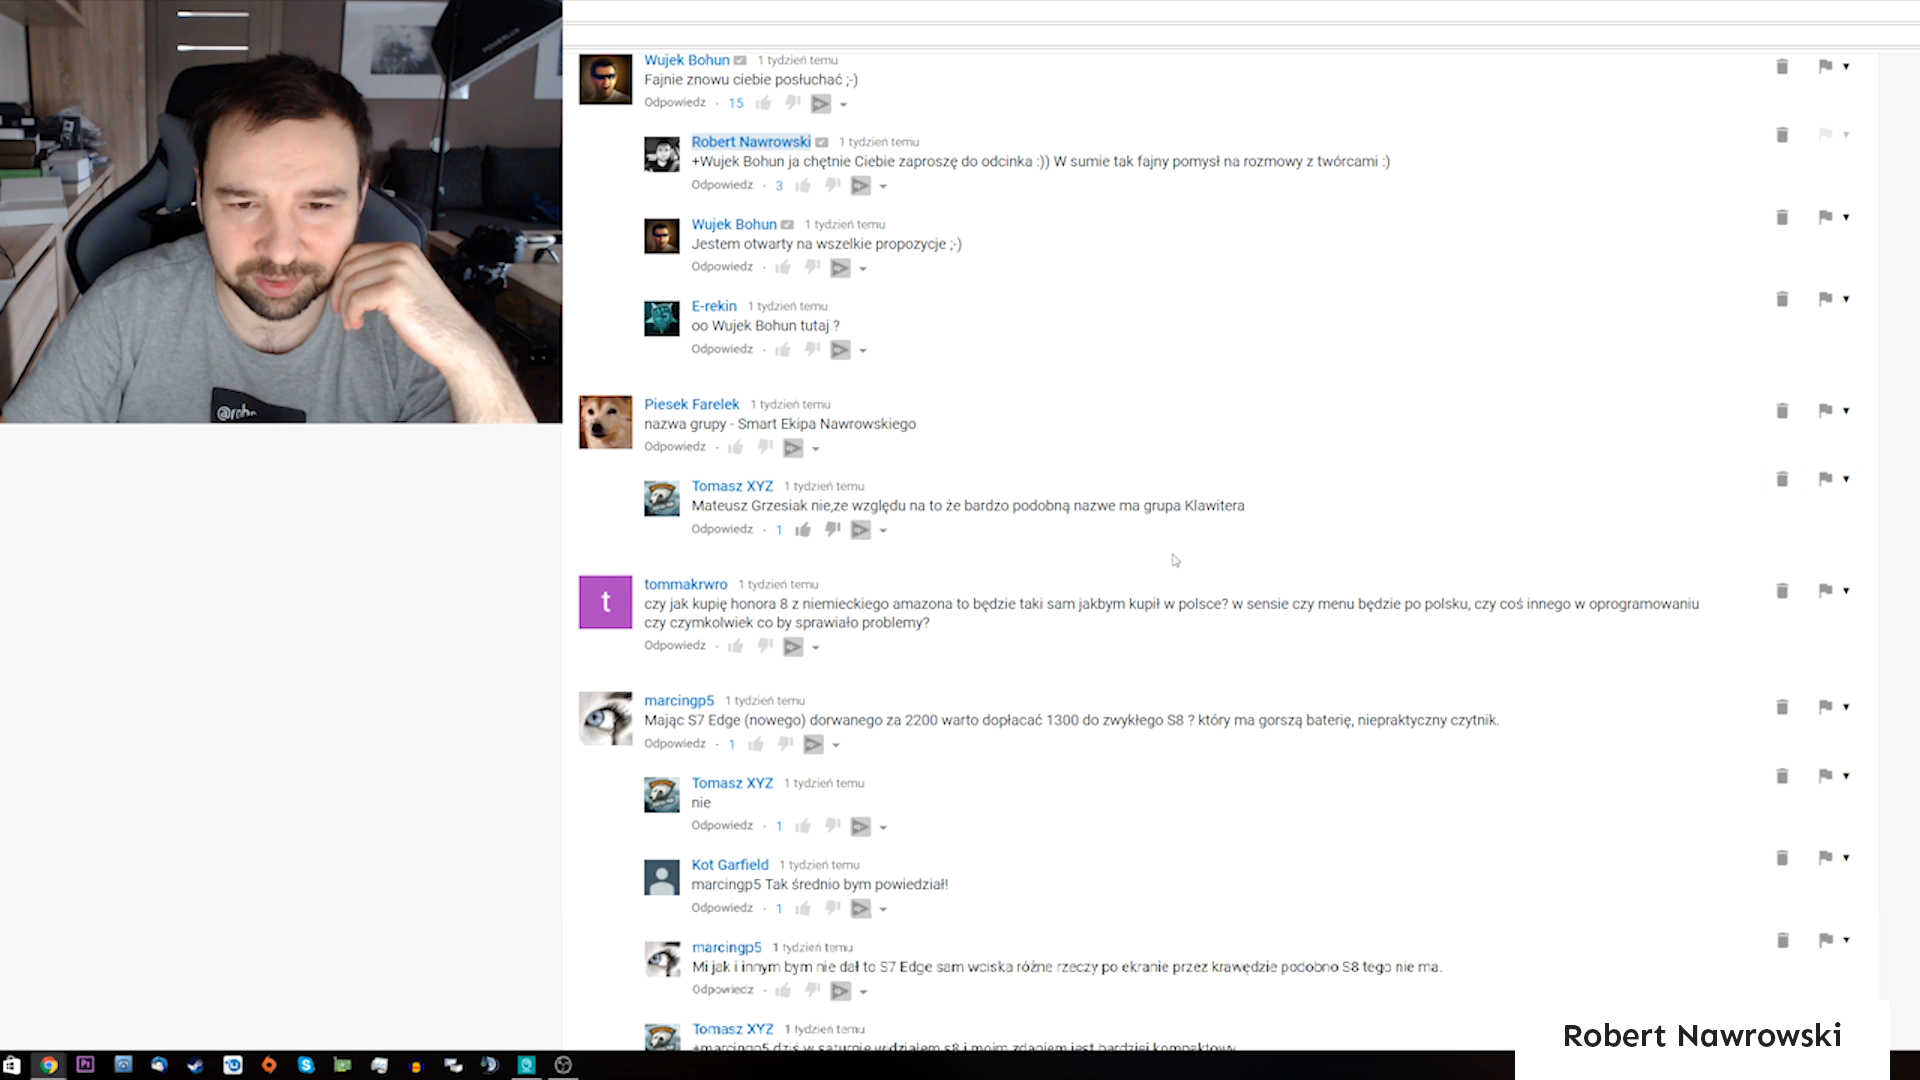 Wujek Bohun 1 tydzień temu
Fajnie znowu ciebie posłuchać ;-)
Odpowiedz · 15
Robert Nawrowski 1 tydzień temu
+Wujek Bohun ja chętnie Ciebie zaproszę do odcinka :)) W sumie tak fajny pomysł na rozmowy z twórcami :)
Odpowiedz · 3
Wujek Bohun 1 tydzień temu
Jestem otwarty na wszelkie propozycje ;-)
Odpowiedz ·
E-rekin 1 tydzień temu
oo Wujek Bohun tutaj ?
Odpowiedz ·
Piesek Farelek 1 tydzień temu
nazwa grupy - Smart Ekipa Nawrowskiego
Odpowiedz ·
Tomasz XYZ 1 tydzień temu
Mateusz Grzesiak nie,ze względu na to że bardzo podobną nazwe ma grupa Klawitera
Odpowiedz · 1
t
tommakrwro 1 tydzień temu
czy jak kupię honora 8 z niemieckiego amazona to będzie taki sam jakbym kupił w polsce? w sensie czy menu będzie po polsku, czy coś innego w oprogramowaniu
czy czymkolwiek co by sprawiało problemy?
Odpowiedz ·
marcingp5 1 tydzień temu
Mając S7 Edge (nowego) dorwanego za 2200 warto dopłacać 1300 do zwykłego S8 ? który ma gorszą baterię, niepraktyczny czytnik.
Odpowiedz · 1
Tomasz XYZ 1 tydzień temu
nie
Odpowiedz · 1
Kot Garfield 1 tydzień temu
marcingp5 Tak średnio bym powiedział!
Odpowiedz · 1
marcingp5 1 tydzień temu
Mi jak i innym bym nie dał to S7 Edge sam wciska różne rzeczy po ekranie przez krawędzie podobno S8 tego nie ma.
Odpowiedz ·
Tomasz XYZ 1 tydzień temu
+marcingp5 dziś w saturnie widziałem s8 i moim zdaniem jest bardziej kompaktowy
Robert Nawrowski